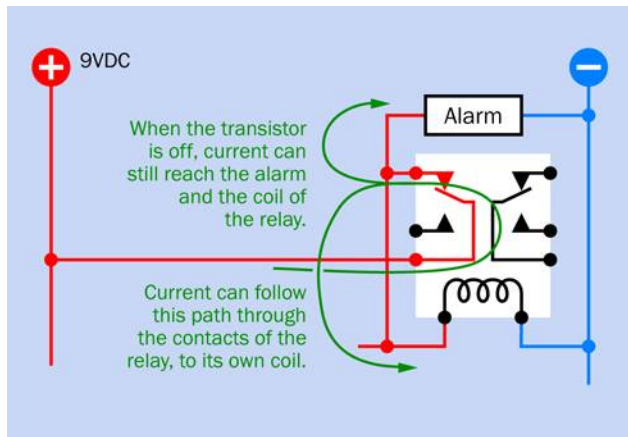 +
9VDC
−
Alarm
When the transistor
is off, current can
still reach the alarm
and the coil of
the relay.
Current can follow
this path through
the contacts of the
relay, to its own coil.